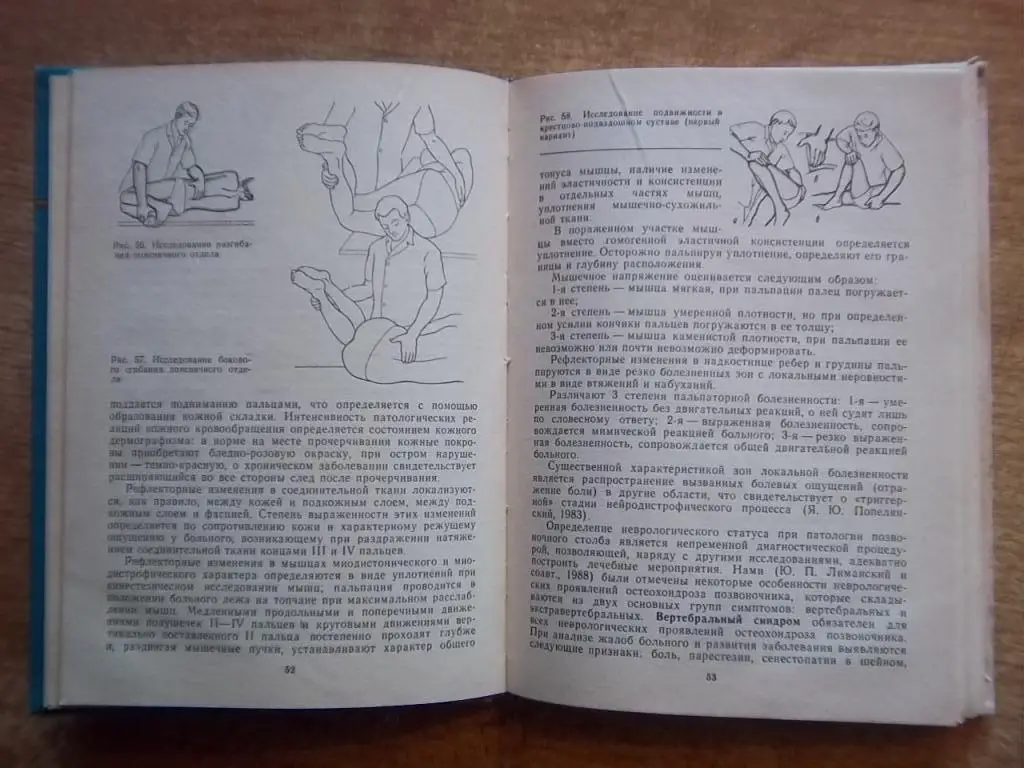 Рис. 56. Исследование разгиба-
ния поясничного отдела
Рис. 57. Исследование боково-
го сгибания поясничного отде-
ла
поддается подниманию пальцами, что определяется с помощью
образования кожной складки. Интенсивность патологических ре-
акций кожного кровообращения определяется состоянием кожного
дермографизма: в норме на месте прочерчивания кожные покро-
вы приобретают бледно-розовую окраску, при остром наруше-
нии — темно-красную, о хроническом заболевании свидетельствует
расширяющийся во все стороны след после прочерчивания.
Рефлекторные изменения в соединительной ткани локализуют-
ся, как правило, между кожей и подкожным слоем, между под-
кожным слоем и фасцией. Степень выраженности этих изменений
определяется по сопротивлению кожи и характерному режущему
ощущению у больного, возникающему при раздражении натяже-
нием соединительной ткани концами III и IV пальцев.
Рефлекторные изменения в мышцах миодистонического и мио-
дистрофического характера определяются в виде уплотнений при
кинестезическом исследовании мышц, пальпация проводится в
положении больного лежа на топчане при максимальном расслаб-
лении мышц. Медленными продольными и поперечными движе-
ниями подушечек II—IV пальцев и круговыми движениями вер-
тикально поставленного II пальца постепенно проходят глубже
и, раздвигая мышечные пучки, устанавливают характер общего
52
Рис. 58. Исследование подвижности в
крестцово-подвздошном суставе (первый
вариант)
тонуса мышцы, наличие измене-
ний эластичности и консистенции
в отдельных частях мышц,
уплотнения мышечно-сухожиль-
ной ткани.
В пораженном участке мыш-
цы вместо гомогенной эластичной консистенции определяется
уплотнение. Осторожно пальпируя уплотнение, определяют его гра-
ницы и глубину расположения.
Мышечное напряжение оценивается следующим образом:
1-я степень — мышца мягкая, при пальпации палец погружает-
ся в нее;
2-я степень — мышца умеренной плотности, но при определен-
ном усилии кончики пальцев погружаются в ее толщу;
3-я степень — мышца каменистой плотности, при пальпации ее
невозможно или почти невозможно деформировать.
Рефлекторные изменения в надкостнице ребер и грудины паль-
пируются в виде резко болезненных зон с локальными неровностя-
ми в виде втяжений и набуханий.
Различают 3 степени пальпаторной болезненности: 1-я — уме-
ренная болезненность без двигательных реакций, о ней судят лишь
по словесному ответу; 2-я — выраженная болезненность, сопро-
вождается мимической реакцией больного; 3-я — резко выражен-
ная болезненность, сопровождается общей двигательной реакцией
больного.
Существенной характеристикой зон локальной болезненности
является распространение вызванных болевых ощущений (отра-
жение боли) в другие области, что свидетельствует о «триггер-
ной» стадии нейродистрофического процесса (Я. Ю. Попелян-
ский, 1983).
Определение неврологического статуса при патологии позво-
ночного столба является непременной диагностической процеду-
рой, позволяющей, наряду с другими исследованиями, адекватно
построить лечебные мероприятия. Нами (Ю. П. Лиманский и
соавт., 1988) были отмечены некоторые особенности неврологиче-
ских проявлений остеохондроза позвоночника, которые склады-
ваются из двух основных групп симптомов: вертебральных и
экстравертебральных. Вертебральный синдром обязателен для
всех неврологических проявлений остеохондроза позвоночника.
При анализе жалоб больного и развития заболевания выявляются
следующие признаки: боль, парестезии, сенестопатии в шейном,
53